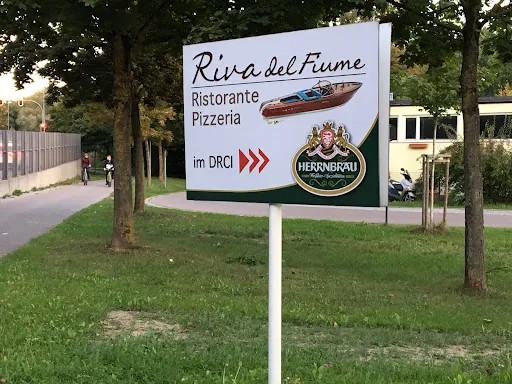 Riva del Fiume
Ristorante
Pizzeria
im DRCI
HERRNBRÄU